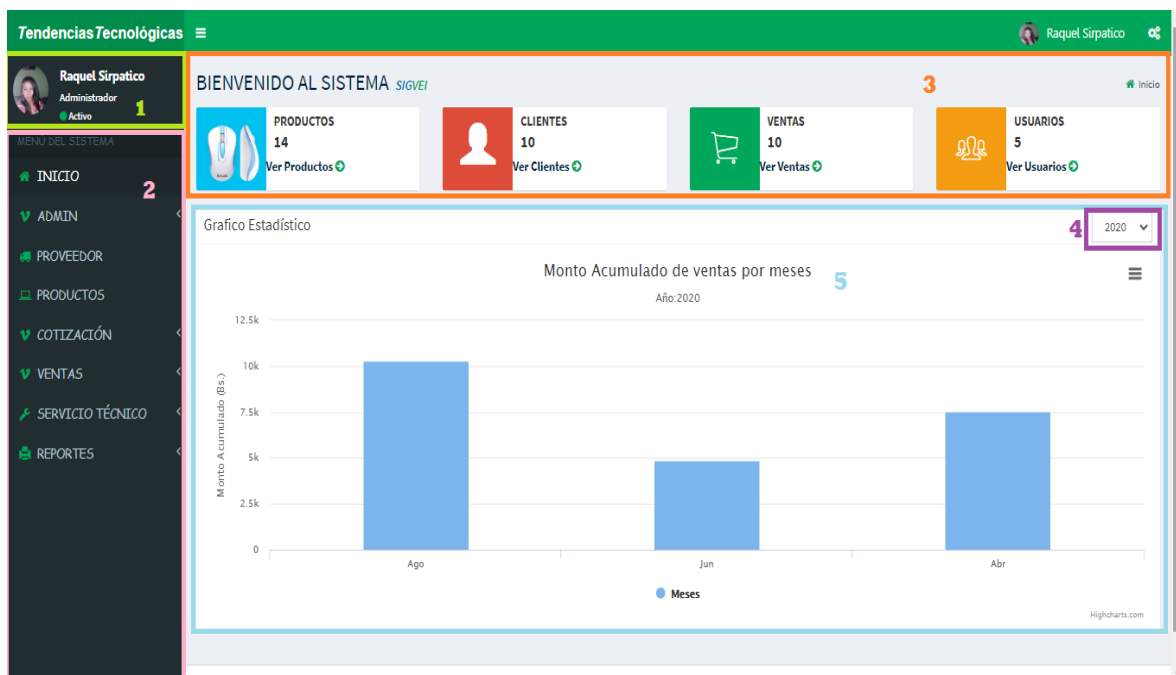 TendenciasTecnológicas
Raquel Sirpatico
Raquel Sirpatico
Administrador
Activo
1
MENU DEL SISTEMA
INICIO
2
ADMIN
PROVEEDOR
PRODUCTOS
COTIZACIÓN
VENTAS
SERVICIO TÉCNICO
REPORTES
BIENVENIDO AL SISTEMA SIGVEI
3
Inicio
PRODUCTOS
14
Ver Productos
CLIENTES
10
Ver Clientes
VENTAS
10
Ver Ventas
USUARIOS
5
Ver Usuarios
Grafico Estadístico
4
2020
Monto Acumulado de ventas por meses
5
Año:2020
Monto Acumulado (Bs.)
12.5k
10k
7.5k
5k
2.5k
0
Ago
Jun
Abr
Meses
Highcharts.com